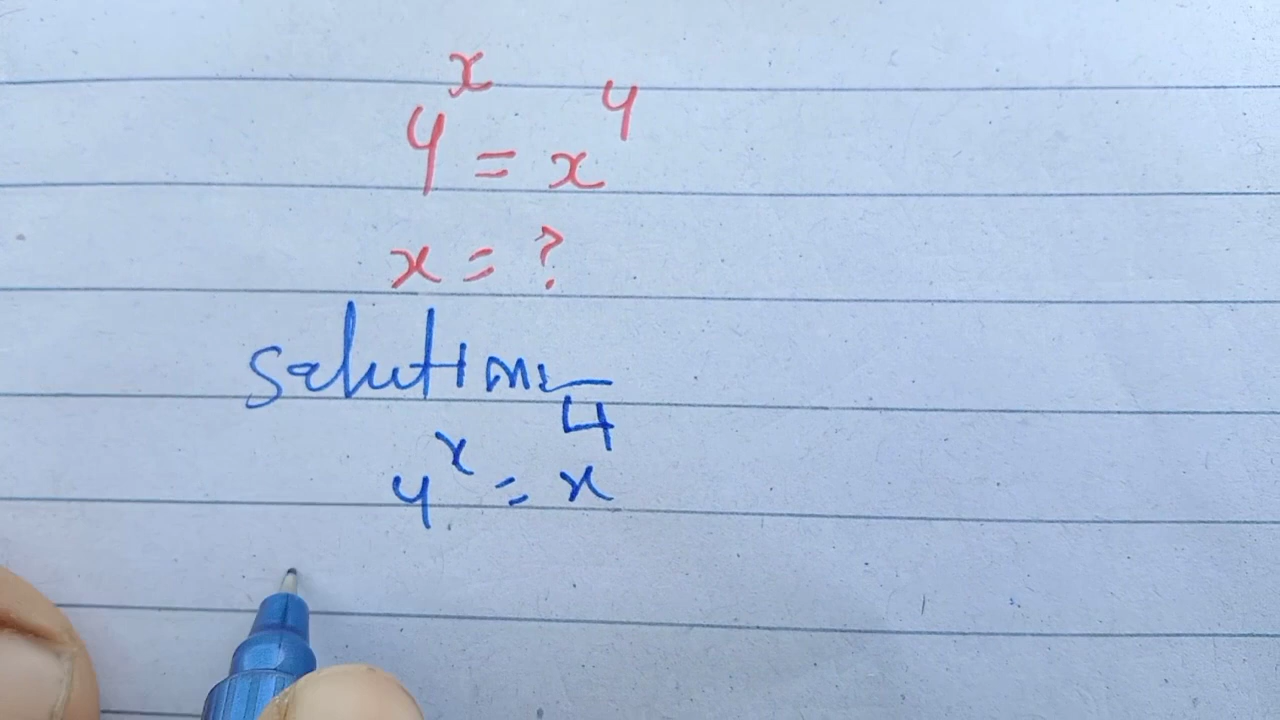 4^x = x^4
x = ?
Solution:-
4^x = x^4